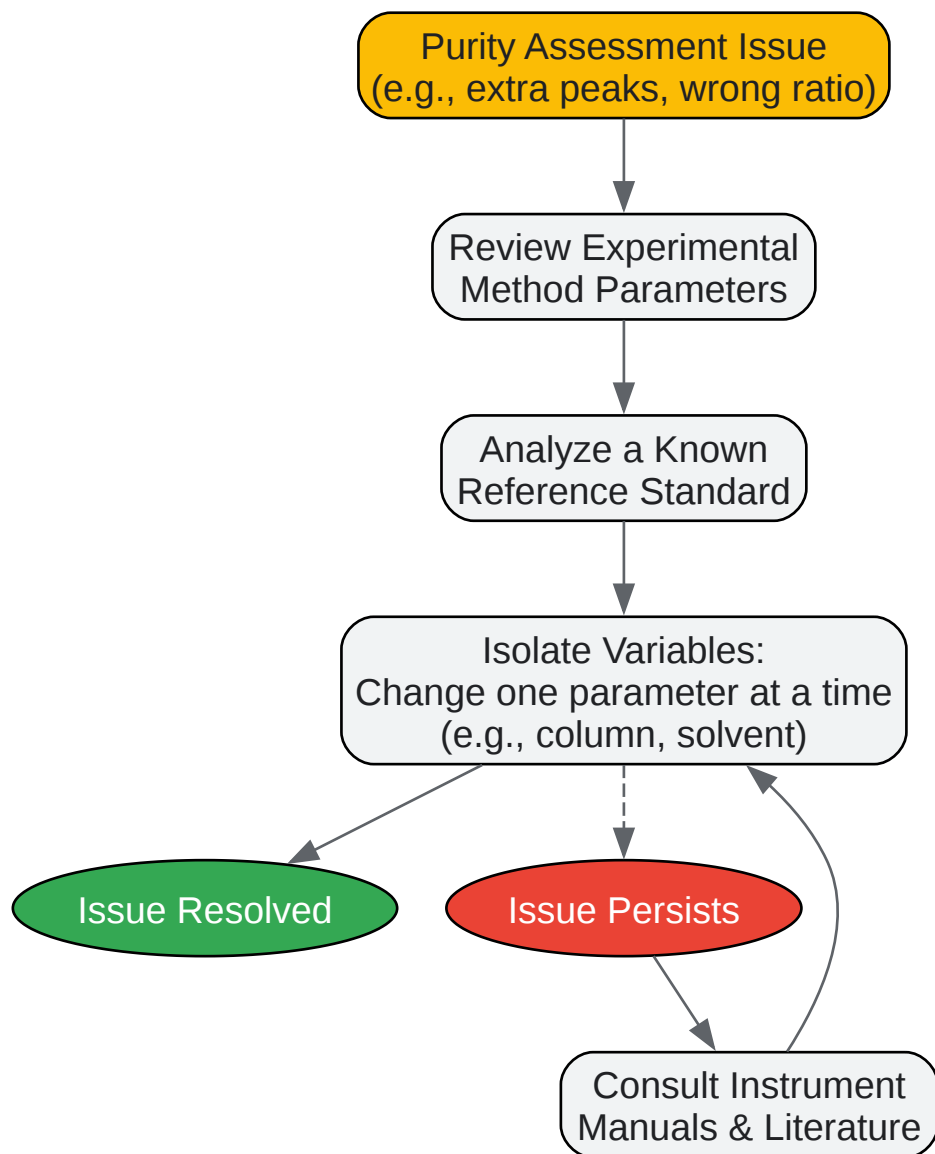 Purity Assessment Issue
(e.g., extra peaks, wrong ratio)
Review Experimental
Method Parameters
Analyze a Known
Reference Standard
Isolate Variables:
Change one parameter at a time
(e.g., column, solvent)
Issue Resolved
Issue Persists
Consult Instrument
Manuals & Literature